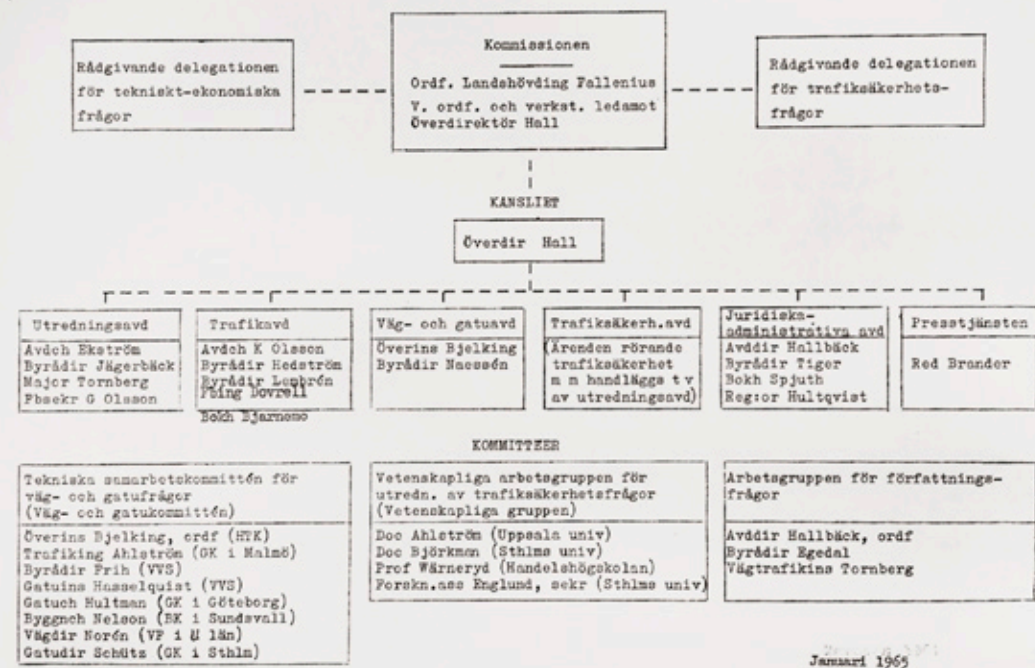 Rådgivande delegationen
för tekniskt-ekonomiska
frågor
Kommissionen
Ordf. Landshövding Fallenius
V. ordf. och verkst. ledamot
Överdirektör Hall
Rådgivande delegationen
för trafiksäkerhets-
frågor
KANSLIET
Överdir Hall
Utredningsavd
Avdch Ekström
Byrådir Jägerbäck
Major Tornberg
Fbsekr G Olsson
Trafikavd
Avdch K Olsson
Byrådir Hedström
Byrådir Lembrén
Fbing Dovrell
Bokh Bjarnemo
Väg- och gatuavd
Överins Bjelking
Byrådir Naessén
Trafiksäkerh.avd
(Ärenden rörande
trafiksäkerhet
m m handläggs t v
av utredningsavd)
Juridiska-
administrativa avd
Avddir Hallbäck
Byrådir Tiger
Bokh Spjuth
Reg:or Hultqvist
Presstjänsten
Red Brander
KOMMITTEER
Tekniska samarbetskommittén för
väg- och gatufrågor
(Väg- och gatukommittén)
Överins Bjelking, ordf (HTK)
Trafiking Ahlström (GK i Malmö)
Byrådir Frih (VVS)
Gatuins Hasselquist (VVS)
Gatuch Hultman (GK i Göteborg)
Byggnch Nelson (BK i Sundsvall)
Vägdir Norén (VF i U län)
Gatudir Schütz (GK i Sthlm)
Vetenskapliga arbetsgruppen för
utredn. av trafiksäkerhetsfrågor
(Vetenskapliga gruppen)
Doc Ahlström (Uppsala univ)
Doc Björkman (Sthlms univ)
Prof Wärneryd (Handelshögskolan)
Forskn.ass Englund, sekr (Sthlms univ)
Arbetsgruppen för författnings-
frågor
Avddir Hallbäck, ordf
Byrådir Egedal
Vägtrafikins Tornberg
Januari 1965